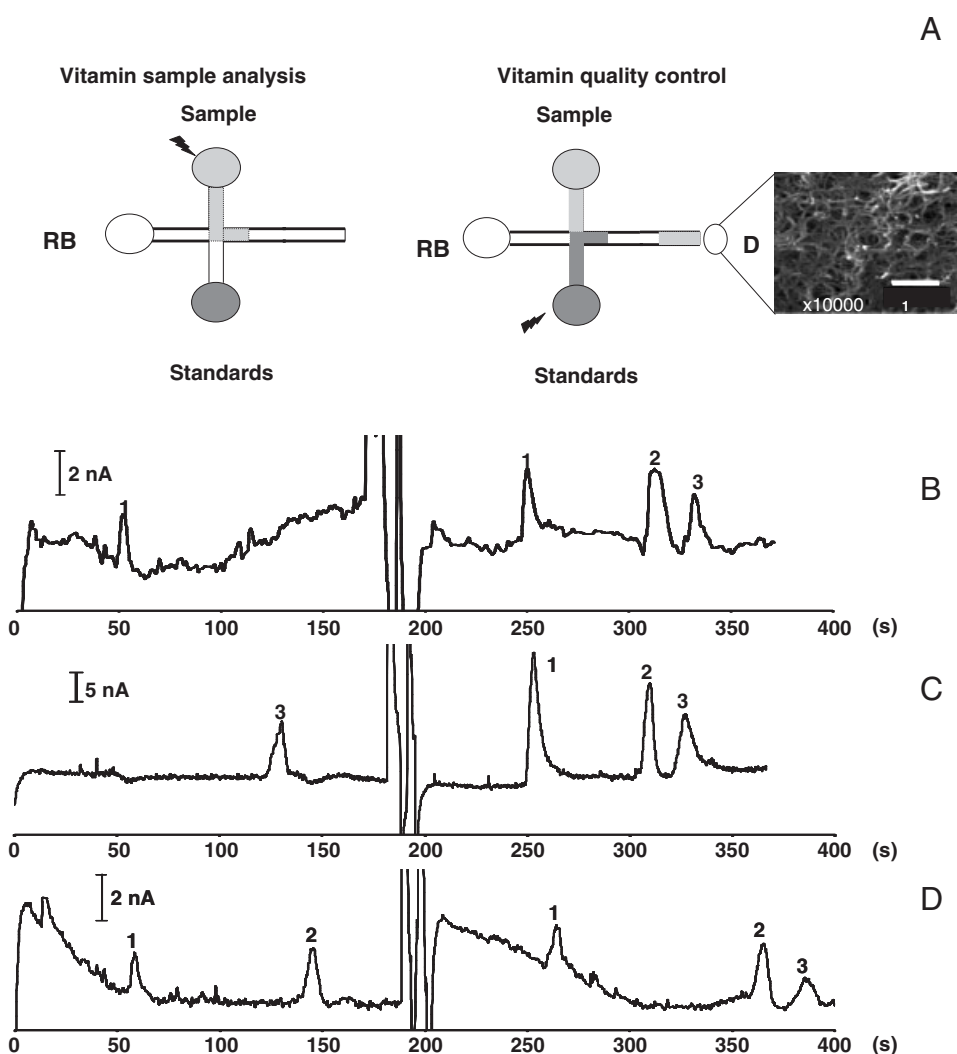 A
Vitamin sample analysis
Vitamin quality control
Sample
Sample
RB
RB
D
x10000
1
Standards
Standards
B
2 nA
1
1
2
3
0 50 100 150 200 250 300 350 400 (s)
C
5 nA
3
1
2
3
0 50 100 150 200 250 300 350 400 (s)
D
2 nA
1
2
1
2
3
0 50 100 150 200 250 300 350 400 (s)